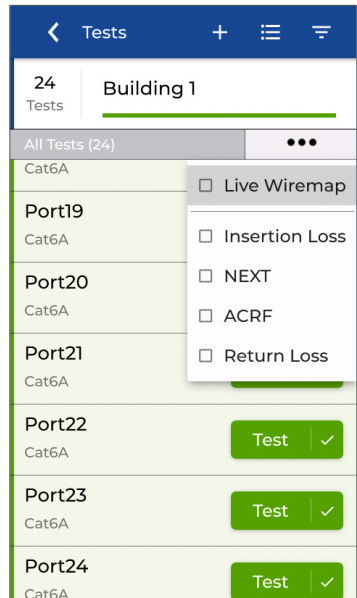 Tests
24
Tests
Building 1
All Tests (24)
Cat6A
Live Wiremap
Insertion Loss
NEXT
ACRF
Return Loss
Port19
Cat6A
Port20
Cat6A
Port21
Cat6A
Port22
Cat6A
Test
Port23
Cat6A
Test
Port24
Cat6A
Test